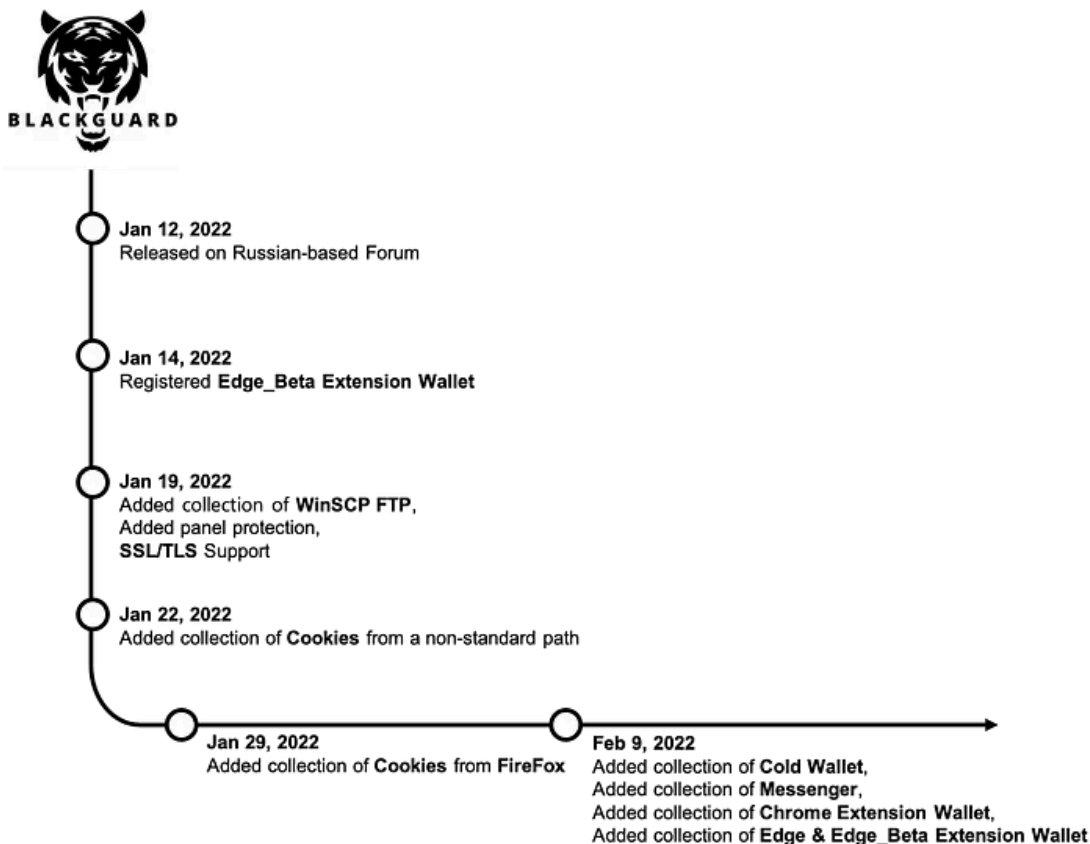 BLACKGUARD
Jan 12, 2022
Released on Russian-based Forum
Jan 14, 2022
Registered Edge_Beta Extension Wallet
Jan 19, 2022
Added collection of WinSCP FTP,
Added panel protection,
SSL/TLS Support
Jan 22, 2022
Added collection of Cookies from a non-standard path
Jan 29, 2022
Added collection of Cookies from FireFox
Feb 9, 2022
Added collection of Cold Wallet,
Added collection of Messenger,
Added collection of Chrome Extension Wallet,
Added collection of Edge & Edge_Beta Extension Wallet